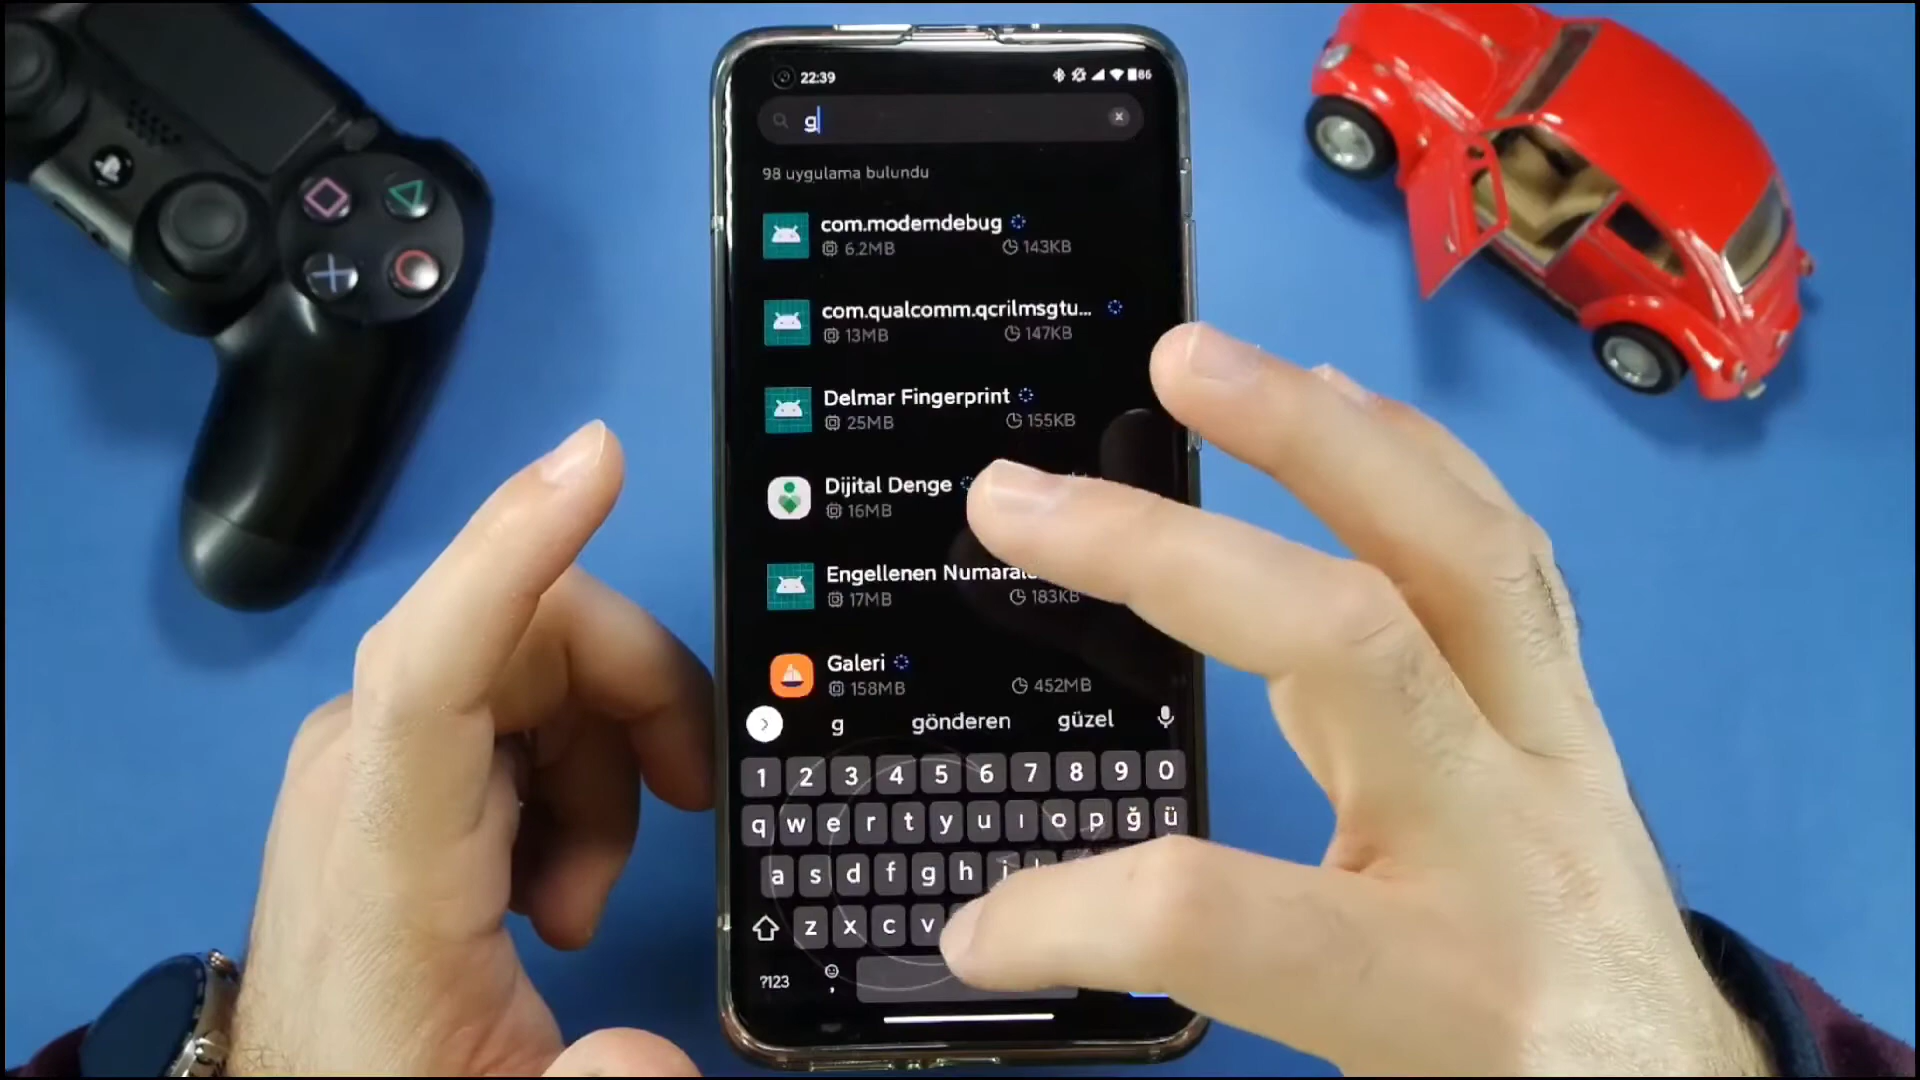 22:39
86
g
98 uygulama bulundu
com.modemdebug
6.2MB 143KB
com.qualcomm.qcrilmsgtu...
13MB 147KB
Delmar Fingerprint
25MB 155KB
Dijital Denge
16MB
Engellenen
17MB 183KB
Galeri
158MB 452MB
g gönderen güzel
1 2 3 4 5 6 7 8 9 0
q w e r t y u ı o p ğ ü
a s d f g h j
z x c v
?123